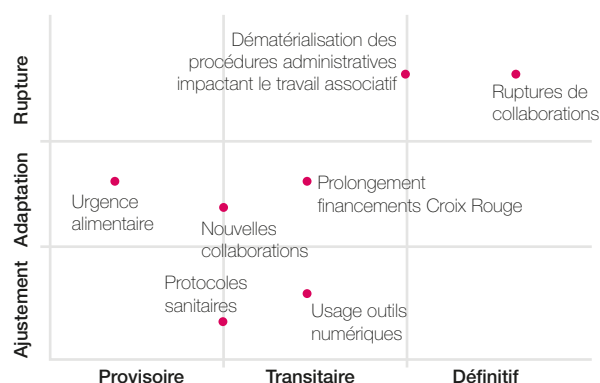 Rupture
Adaptation
Ajustement
Dématérialisation des
procédures administratives
impactant le travail associatif
Ruptures de
collaborations
Urgence
alimentaire
Nouvelles
collaborations
Prolongement
financements Croix Rouge
Protocoles
sanitaires
Usage outils
numériques
Provisoire
Transitaire
Définitif